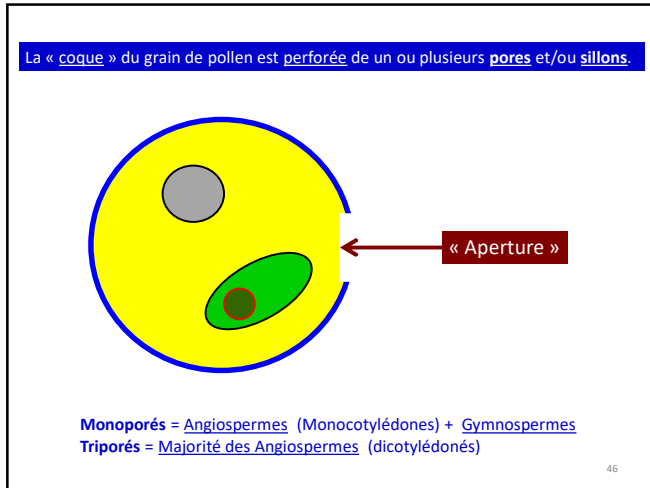 La « coque » du grain de pollen est perforée de un ou plusieurs pores et/ou sillons.
« Aperture »
Monoporés = Angiospermes (Monocotylédones) + Gymnospermes
Triporés = Majorité des Angiospermes (dicotylédonés)
46